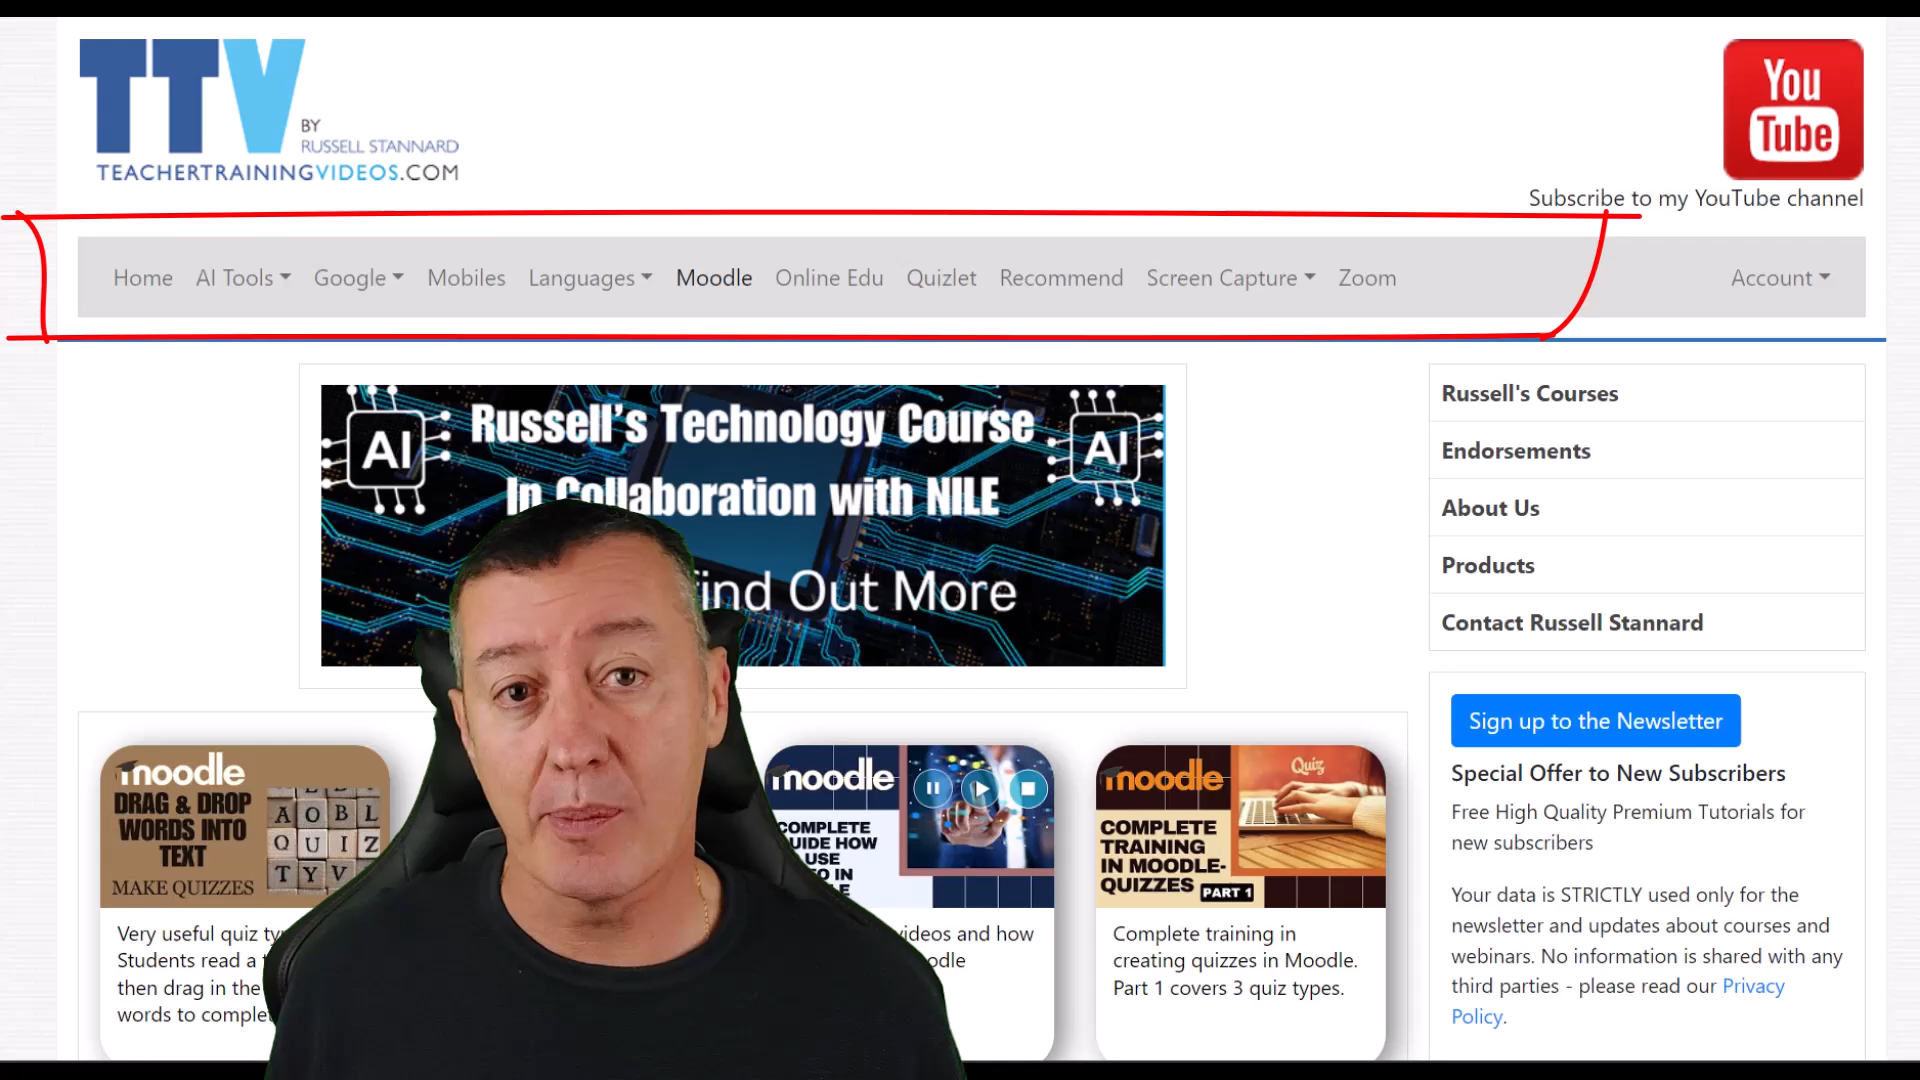 TTV
BY
RUSSELL STANNARD
TEACHERTRAININGVIDEOS.COM
You
Tube
Subscribe to my YouTube channel
Home AI Tools Google Mobiles Languages Moodle Online Edu Quizlet Recommend Screen Capture Zoom Account
AI Russell's Technology Course AI
In Collaboration with NILE
Find Out More
Russell's Courses
Endorsements
About Us
Products
Contact Russell Stannard
Sign up to the Newsletter
Special Offer to New Subscribers
Free High Quality Premium Tutorials for
new subscribers
Your data is STRICTLY used only for the
newsletter and updates about courses and
webinars. No information is shared with any
third parties - please read our Privacy
Policy.
moodle
DRAG & DROP
WORDS INTO
TEXT
MAKE QUIZZES
A O B L
Q U I Z
T Y V
Very useful quiz
Students read a
then drag in the
words to
moodle
COMPLETE
GUIDE HOW
USE
IN
videos and how
moodle
Quiz
COMPLETE
TRAINING
IN MOODLE-
QUIZZES PART 1
Complete training in
creating quizzes in Moodle.
Part 1 covers 3 quiz types.